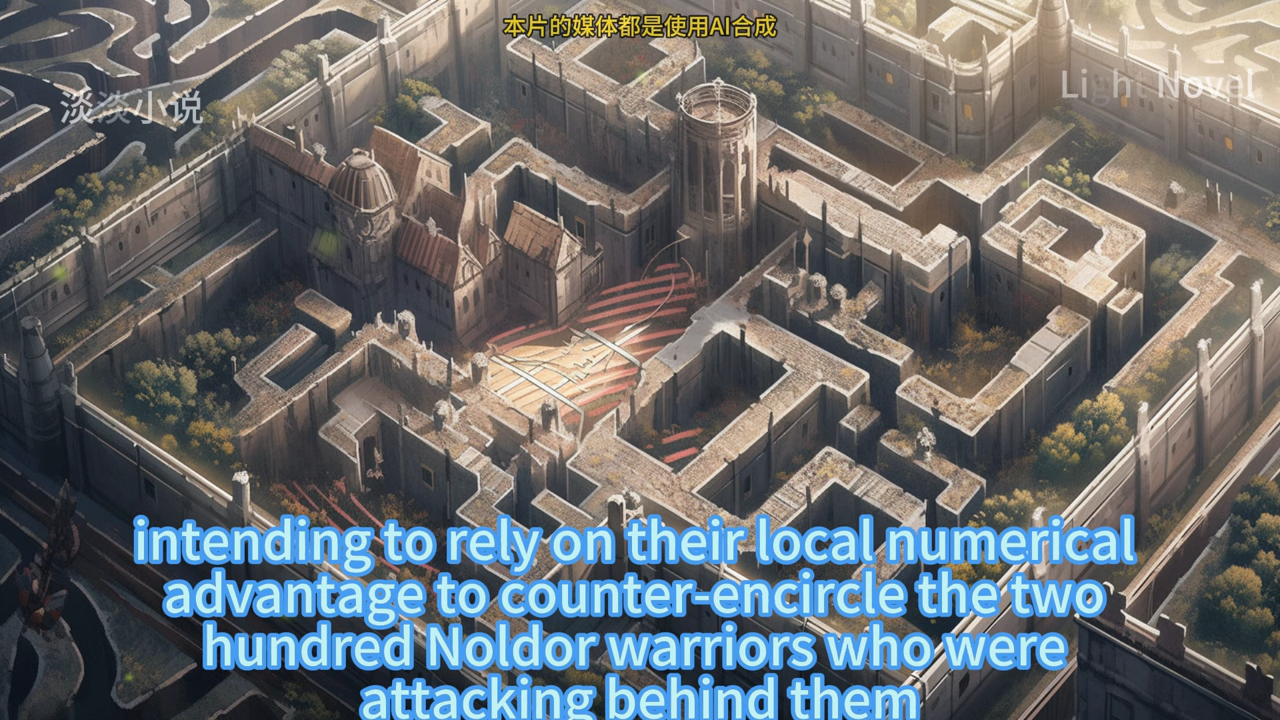 本片的媒体都是使用AI合成
淡淡小说
Light Novel
intending to rely on their local numerical
advantage to counter-encircle the two
hundred Noldor warriors who were
attacking behind them